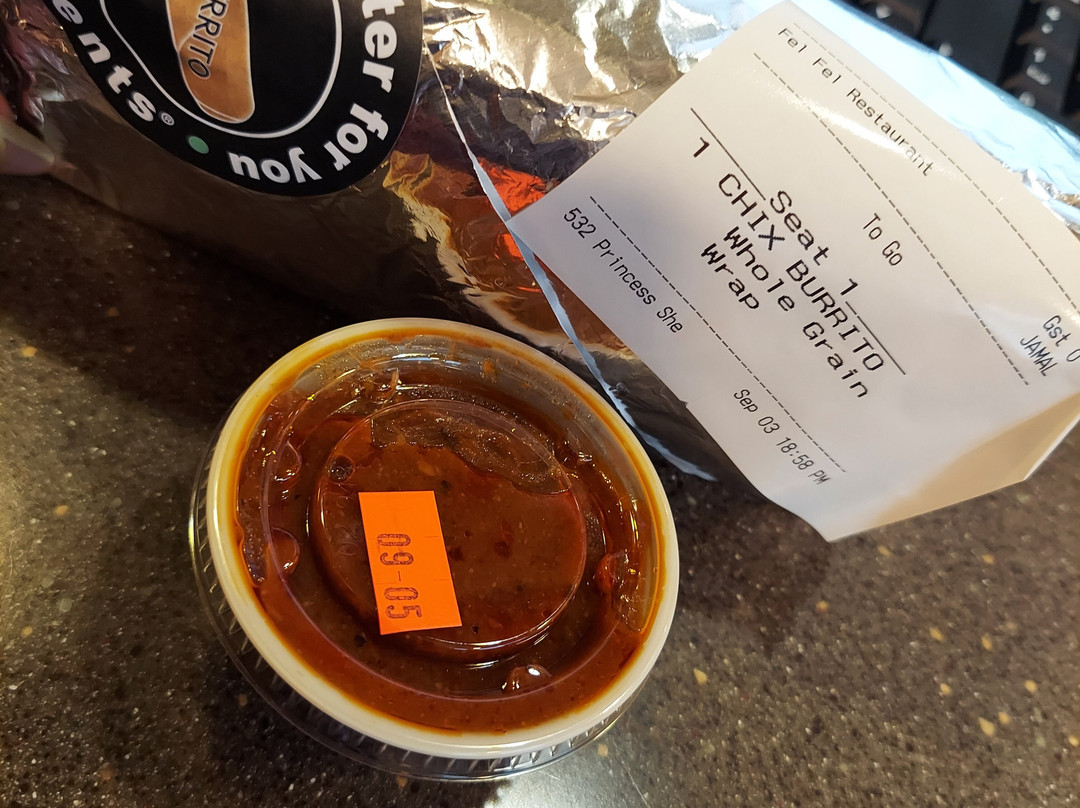 RRITO
ter for you
ents®
Fel Fel Restaurant
To Go
Gst 0
JAMAL
Seat 1
1 CHIX BURRITO
Whole Grain
Wrap
532 Princess She
Sep 03 18:58 PM
09-05